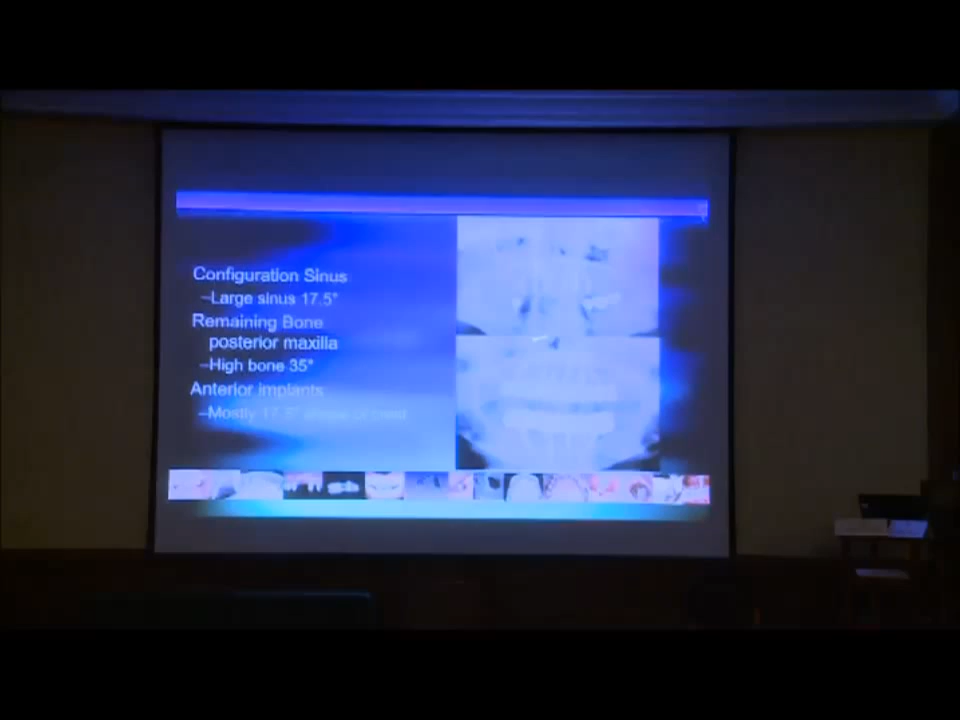 Configuration Sinus
–Large sinus 17.5°
Remaining Bone
posterior maxilla
–High bone 35°
Anterior implants
–Mostly 17.5°